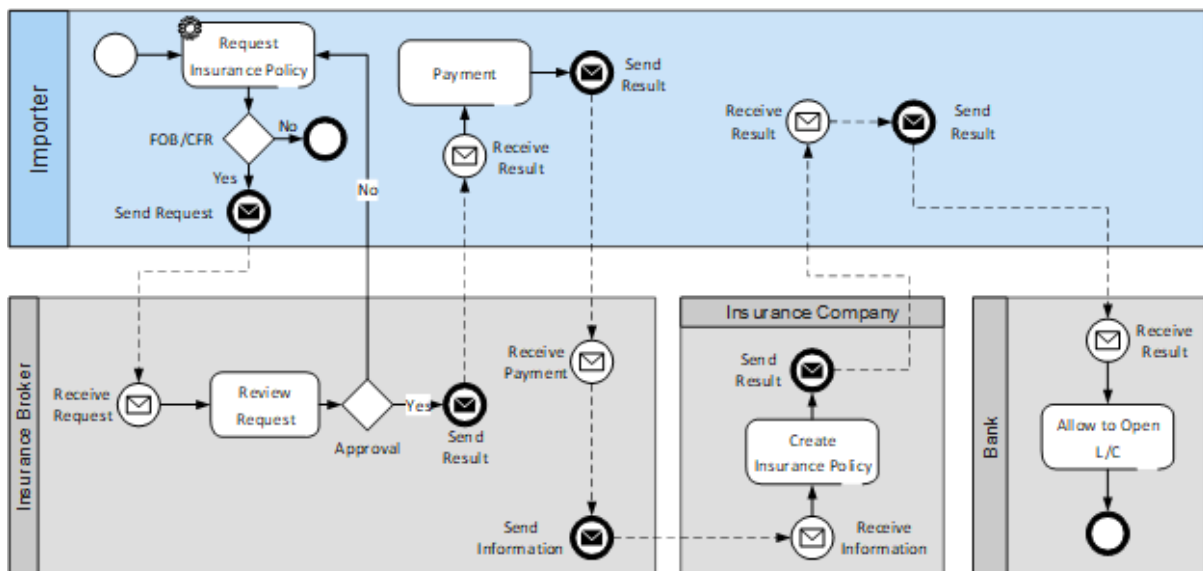 Importer
Request
Insurance Policy
FOB/CFR
No
Yes
Send Request
No
Payment
Send
Result
Receive
Result
Receive
Result
Send
Result
Insurance Broker
Receive
Request
Review
Request
Approval
Yes
Send
Result
Receive
Payment
Send
Information
Insurance Company
Send
Result
Create
Insurance Policy
Receive
Information
Bank
Receive
Result
Allow to Open
L/C